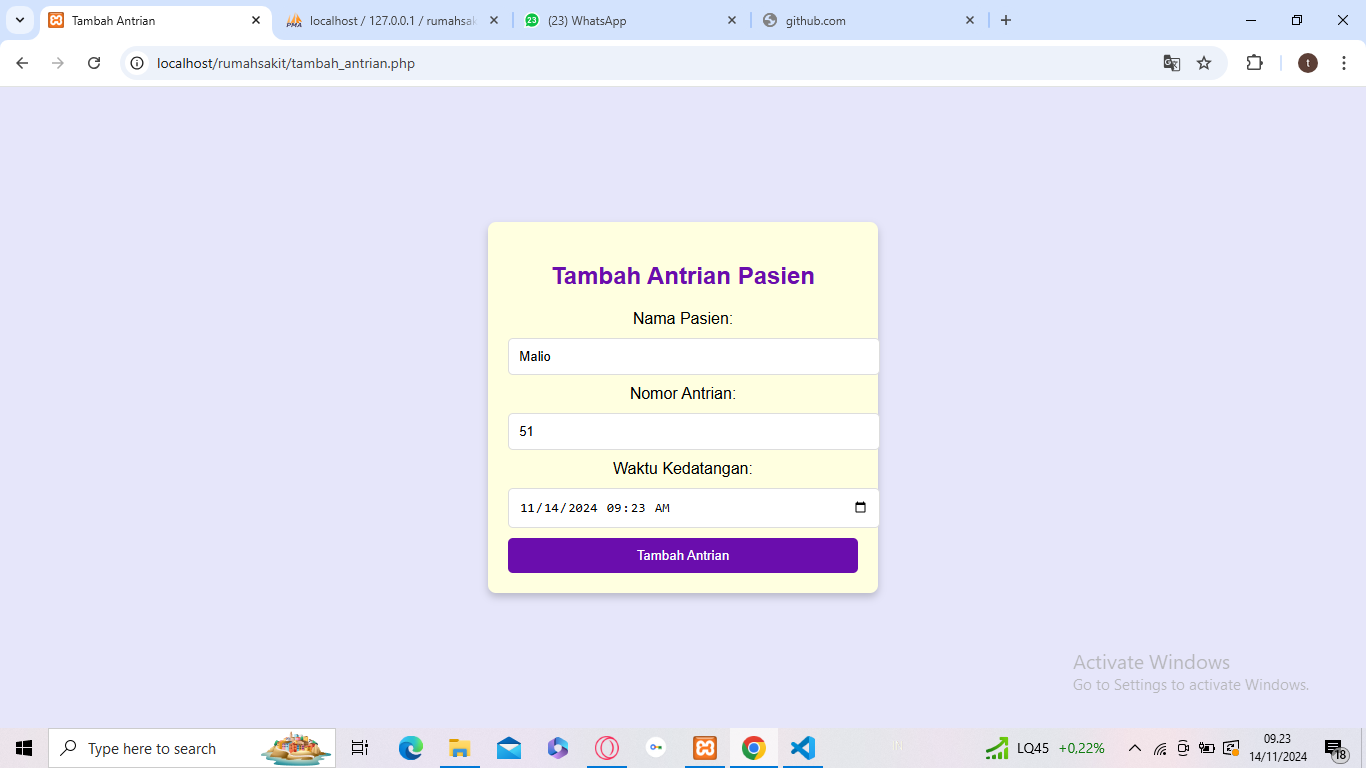 Tambah Antrian
PMA
localhost / 127.0.0.1 / rumahsak
23
(23) WhatsApp
github.com
localhost/rumahsakit/tambah_antrian.php
t
Tambah Antrian Pasien
Nama Pasien:
Malio
Nomor Antrian:
51
Waktu Kedatangan:
11/14/2024 09:23 AM
Tambah Antrian
Activate Windows
Go to Settings to activate Windows.
Type here to search
LQ45 +0,22%
09.23
14/11/2024
18